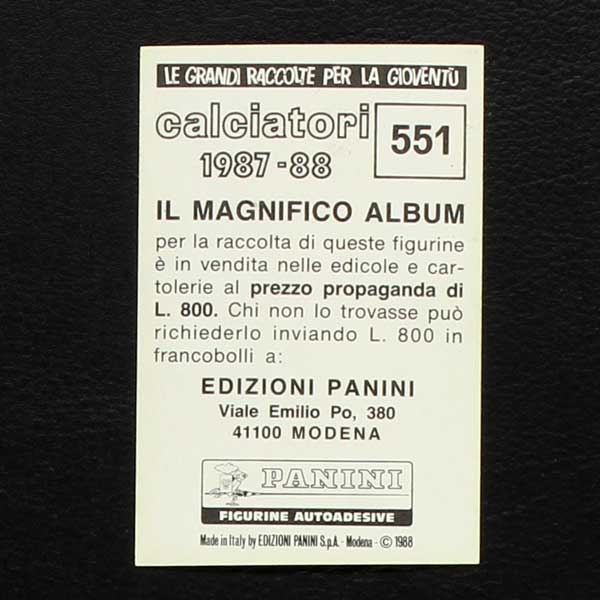 LE GRANDI RACCOLTE PER LA GIOVENTÙ
calciatori
1987-88
551
IL MAGNIFICO ALBUM
per la raccolta di queste figurine
è in vendita nelle edicole e car-
tolerie al prezzo propaganda di
L. 800. Chi non lo trovasse può
richiederlo inviando L. 800 in
francobolli a:
EDIZIONI PANINI
Viale Emilio Po, 380
41100 MODENA
PANINI
FIGURINE AUTOADESIVE
Made in Italy by EDIZIONI PANINI S.p.A. - Modena - © 1988